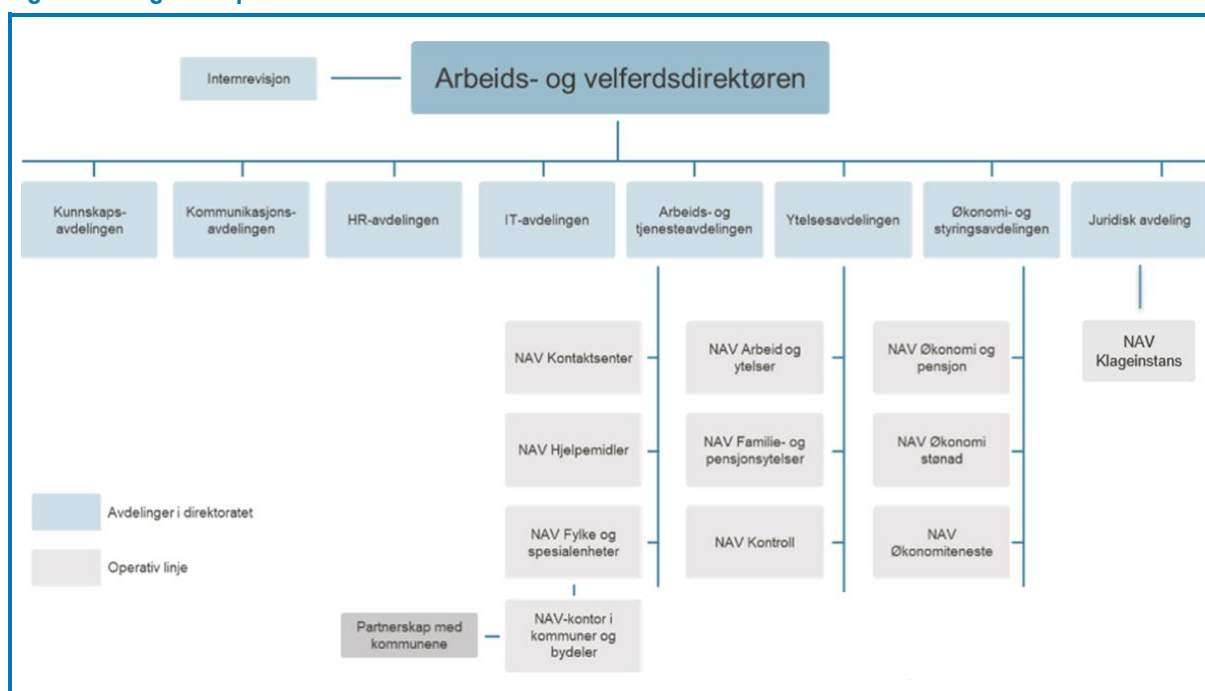 Internrevisjon
Arbeids- og velferdsdirektøren
Kunnskaps-
avdelingen
Kommunikasjons-
avdelingen
HR-avdelingen
IT-avdelingen
Arbeids- og
tjenesteavdelingen
Ytelsesavdelingen
Økonomi- og
styringsavdelingen
Juridisk avdeling
NAV Kontaktsenter
NAV Arbeid og
ytelser
NAV Økonomi og
pensjon
NAV
Klageinstans
NAV Hjelpemidler
NAV Familie- og
pensjonsytelser
NAV Økonomi
stønad
NAV Fylke og
spesialenheter
NAV Kontroll
NAV
Økonomiteneste
Avdelinger i direktoratet
Operativ linje
Partnerskap med
kommunene
NAV-kontor i
kommuner og
bydeler